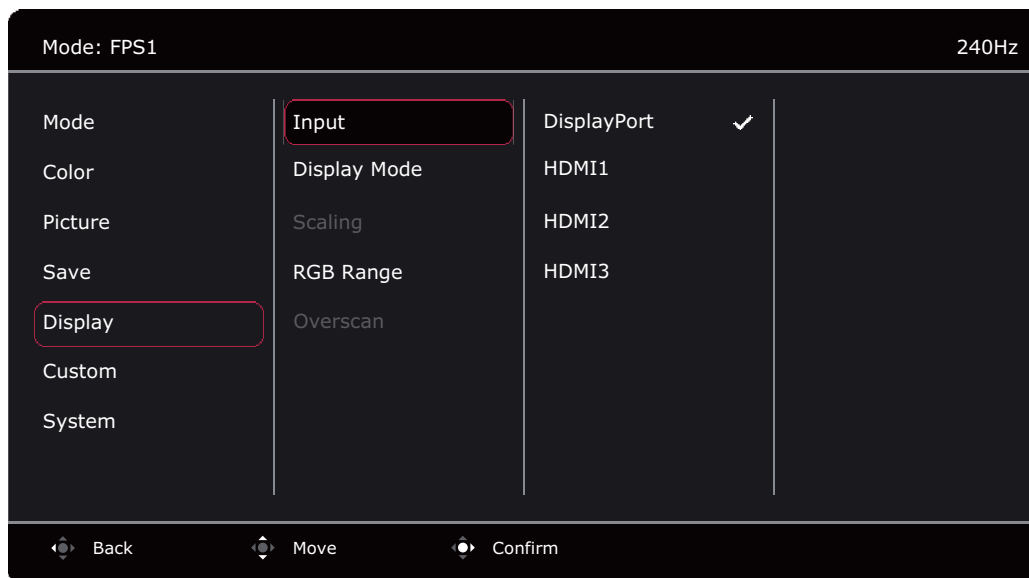 Mode: FPS1 240Hz
Mode
Color
Picture
Save
Display
Custom
System
Input
Display Mode
Scaling
RGB Range
Overscan
DisplayPort
HDMI1
HDMI2
HDMI3
Back Move Confirm